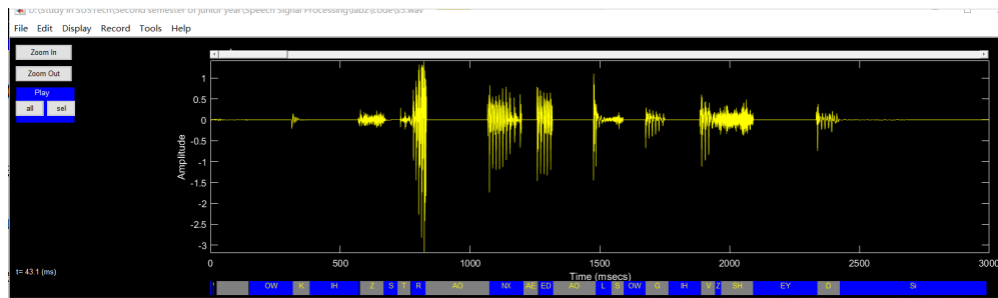 D:\Study in SUSTech\Second semester of junior year\Speech Signal Processing\lab2\code\s5.wav
File Edit Display Record Tools Help
Zoom In
Zoom Out
Play
all sel
Amplitude
1
0.5
0
-0.5
-1
-1.5
-2
-2.5
-3
0 500 1000 1500 2000 2500 3000
Time (msecs)
t= 43.1 (ms)
OW K IH Z S T R AO NX AE ED AO L S OW G IH V Z SH EY D Si